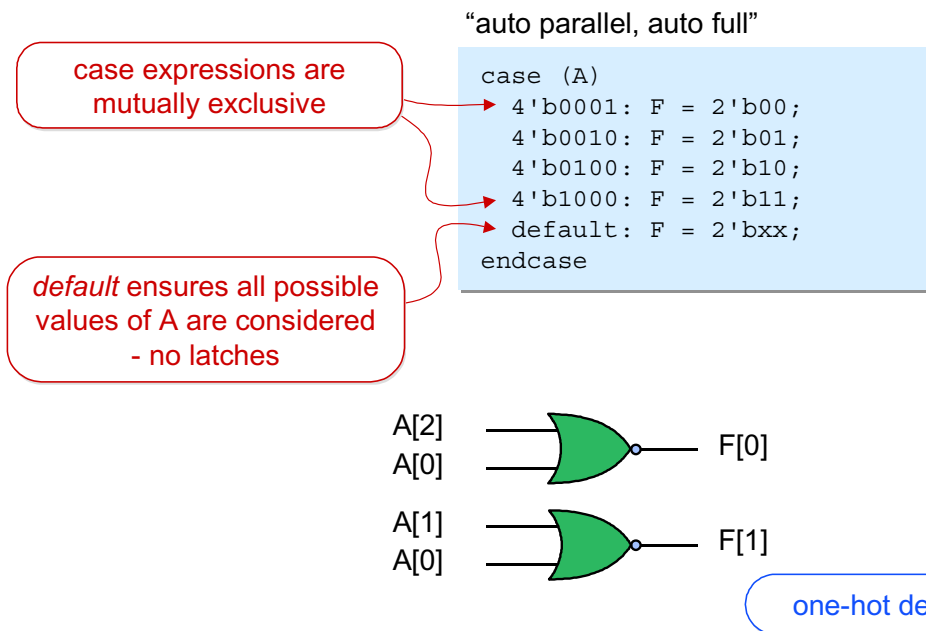 “auto parallel, auto full”
case expressions are
mutually exclusive
case (A)
4'b0001: F = 2'b00;
4'b0010: F = 2'b01;
4'b0100: F = 2'b10;
4'b1000: F = 2'b11;
default: F = 2'bxx;
endcase
default ensures all possible
values of A are considered
- no latches
A[2]
A[0]
F[0]
A[1]
A[0]
F[1]
one-hot de